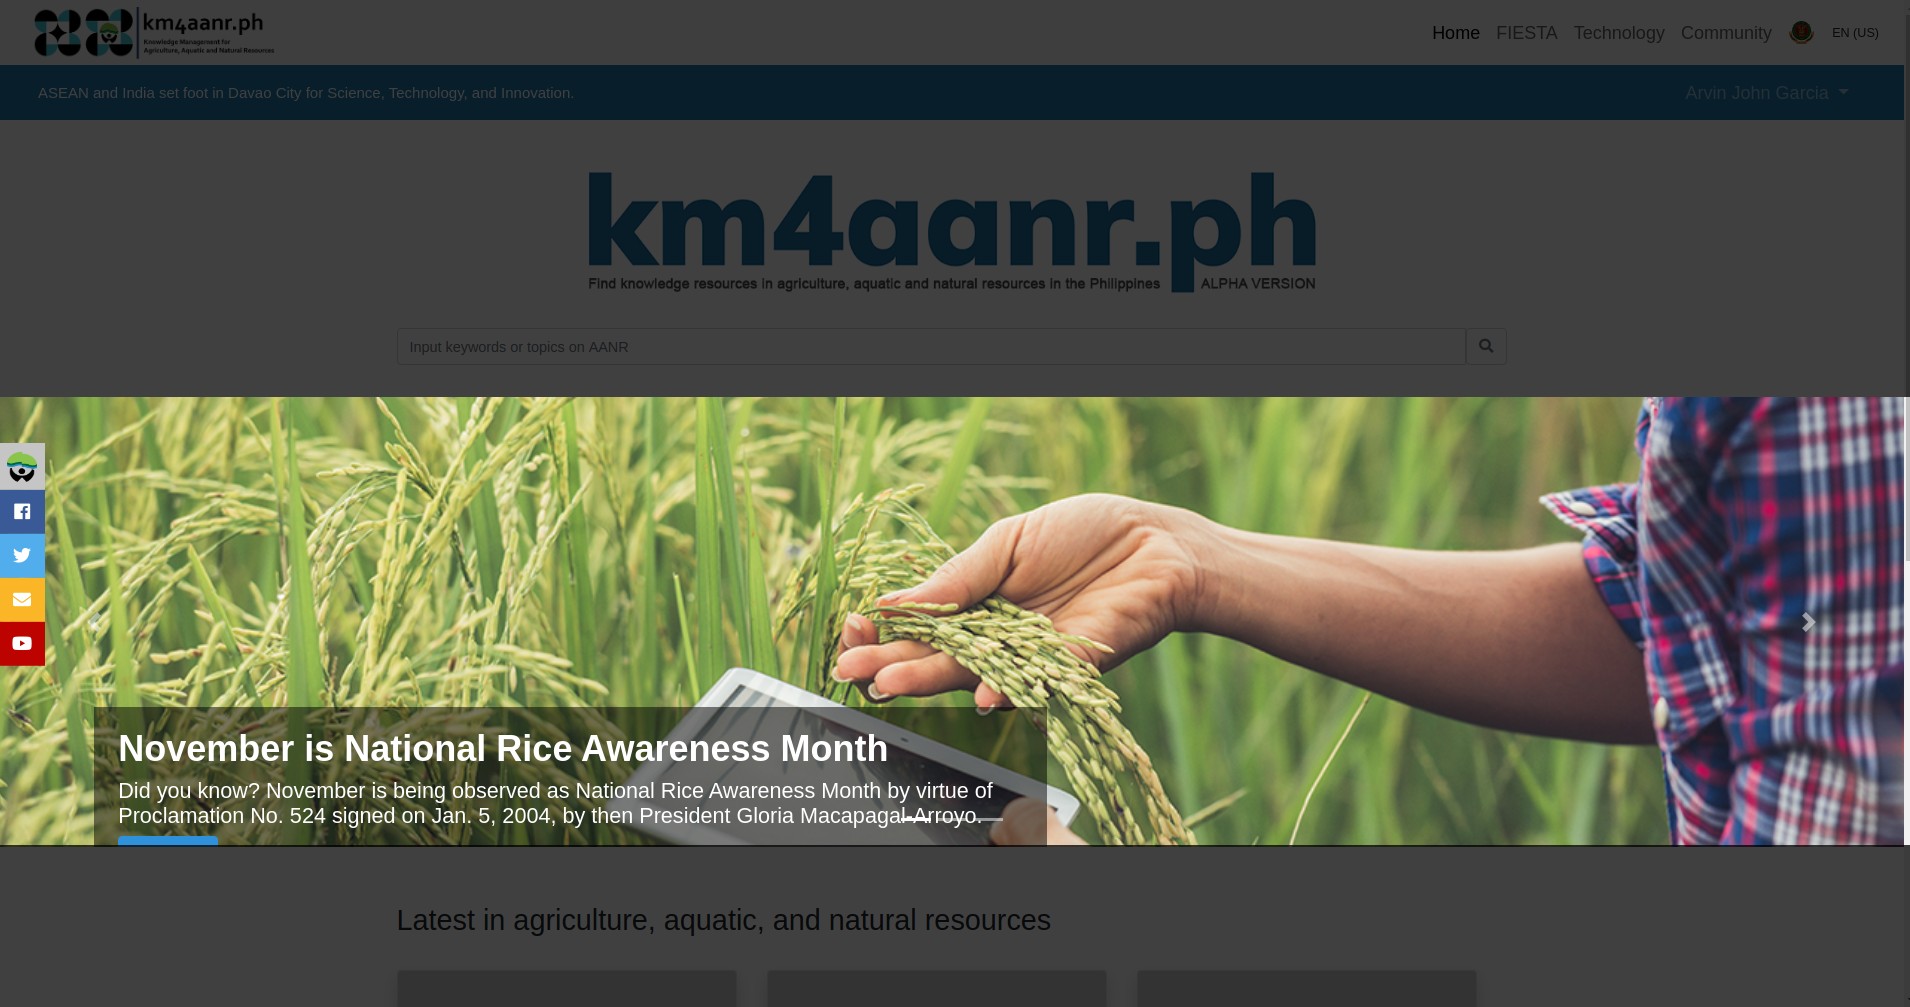 km4aanr.ph
Knowledge Management for
Agriculture, Aquatic and Natural Resources
Home FIESTA Technology Community EN (US)
ASEAN and India set foot in Davao City for Science, Technology, and Innovation.
Arvin John Garcia
km4aanr.ph
Find knowledge resources in agriculture, aquatic and natural resources in the Philippines
ALPHA VERSION
Input keywords or topics on AANR
November is National Rice Awareness Month
Did you know? November is being observed as National Rice Awareness Month by virtue of
Proclamation No. 524 signed on Jan. 5, 2004, by then President Gloria Macapagal-Arroyo.
Latest in agriculture, aquatic, and natural resources